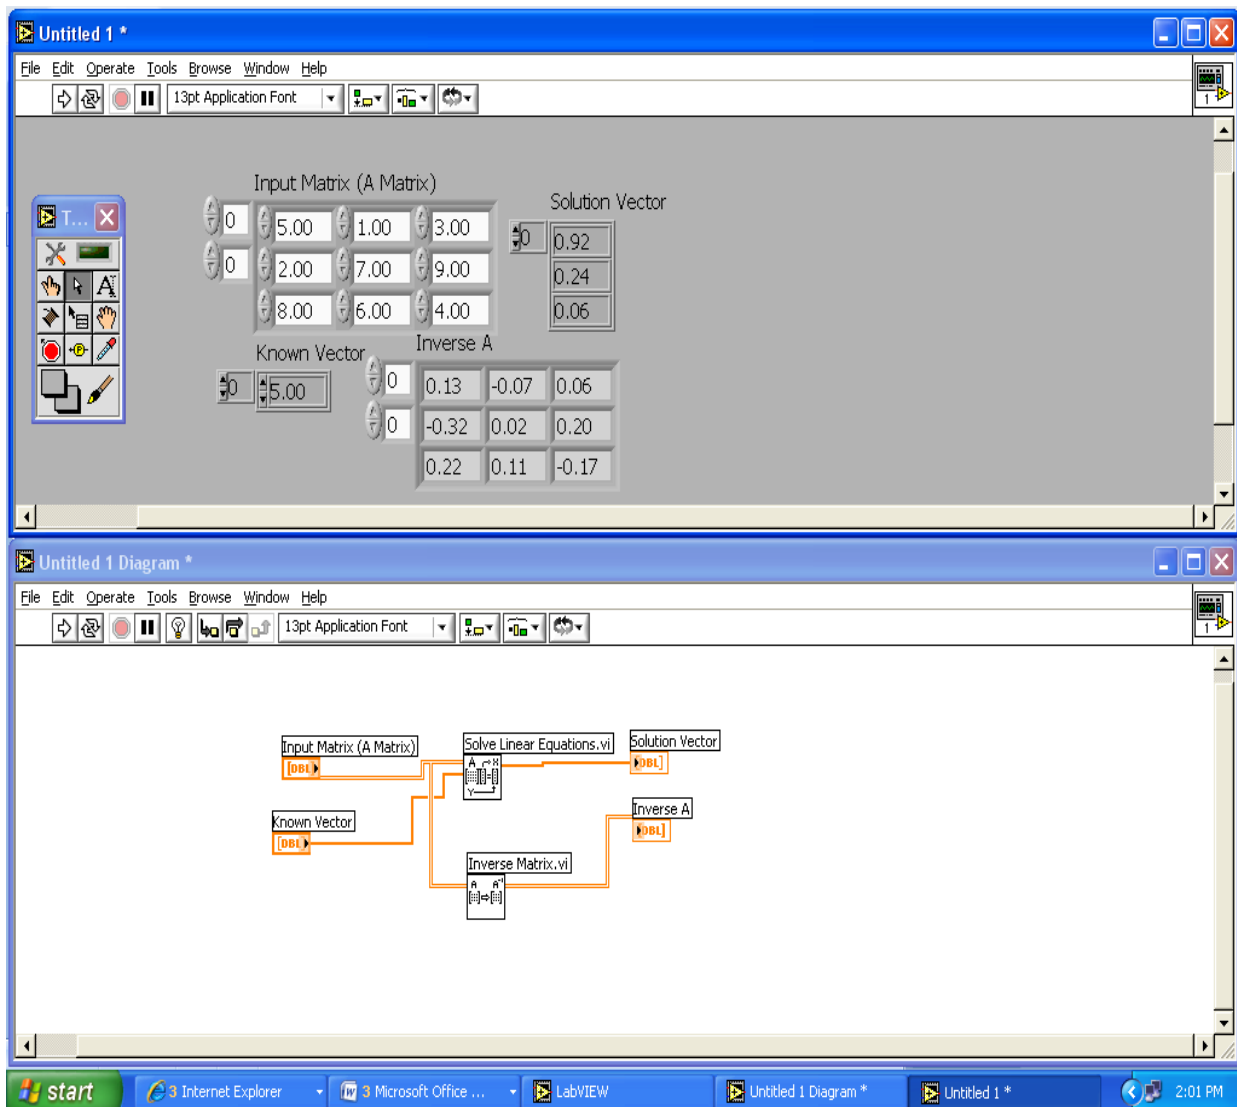 Untitled 1 *
File Edit Operate Tools Browse Window Help
13pt Application Font
1
Input Matrix (A Matrix)
Solution Vector
T...
0 5.00 1.00 3.00
0 0.92
0 2.00 7.00 9.00
0.24
8.00 6.00 4.00
0.06
Known Vector
Inverse A
0 5.00
0 0.13 -0.07 0.06
0 -0.32 0.02 0.20
0.22 0.11 -0.17
Untitled 1 Diagram *
File Edit Operate Tools Browse Window Help
13pt Application Font
1
Input Matrix (A Matrix)
[DBL]
Solve Linear Equations.vi
A X
Y
Solution Vector
[DBL]
Known Vector
[DBL]
Inverse A
[DBL]
Inverse Matrix.vi
A A⁻¹
start
3 Internet Explorer
3 Microsoft Office ...
LabVIEW
Untitled 1 Diagram *
Untitled 1 *
2:01 PM